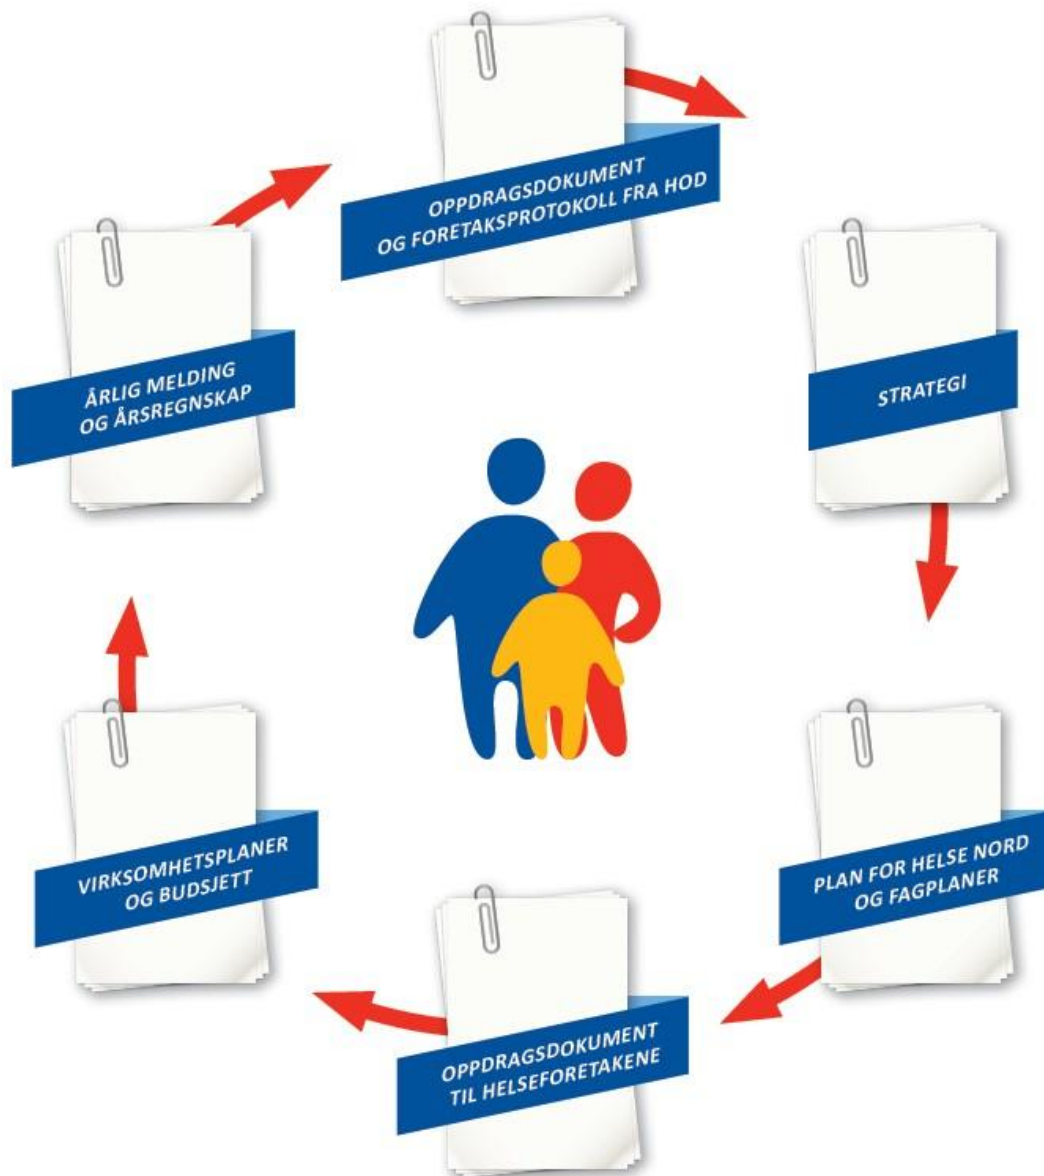 OPPDRAGSDOKUMENT
OG FORETAKSPROTOKOLL FRA HOD
STRATEGI
PLAN FOR HELSE NORD
OG FAGPLANER
OPPDRAGSDOKUMENT
TIL HELSEFORETAKENE
VIRKSOMHETSPLANER
OG BUDSJETT
ÅRLIG MELDING
OG ÅRSREGNSKAP